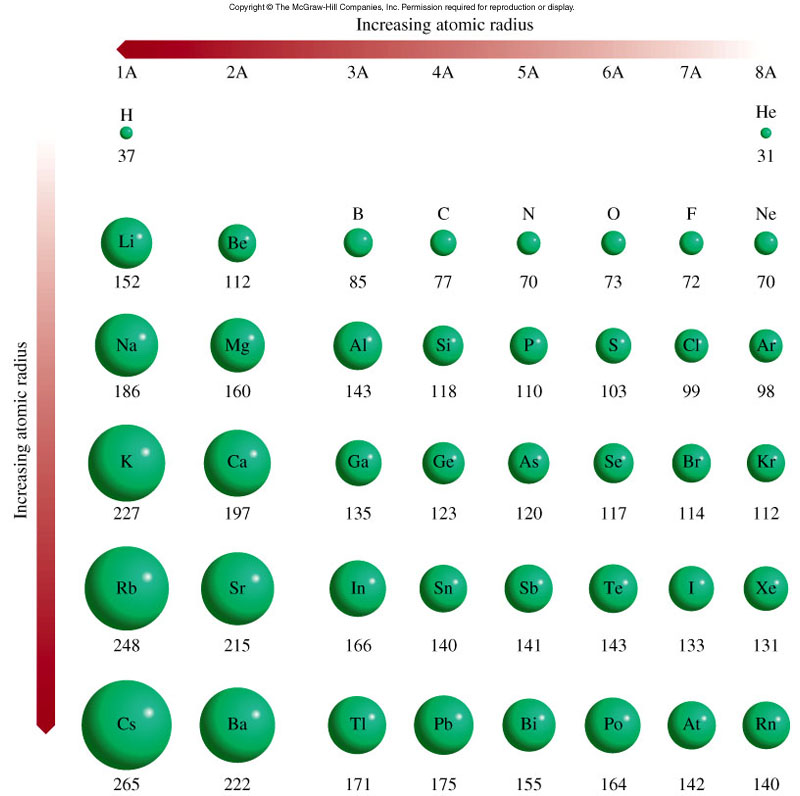 Copyright © The McGraw-Hill Companies, Inc. Permission required for reproduction or display.
Increasing atomic radius
1A 2A 3A 4A 5A 6A 7A 8A
H He
37 31
B C N O F Ne
Li Be
152 112 85 77 70 73 72 70
Na Mg Al Si P S Cl Ar
186 160 143 118 110 103 99 98
Increasing atomic radius
K Ca Ga Ge As Se Br Kr
227 197 135 123 120 117 114 112
Rb Sr In Sn Sb Te I Xe
248 215 166 140 141 143 133 131
Cs Ba Tl Pb Bi Po At Rn
265 222 171 175 155 164 142 140